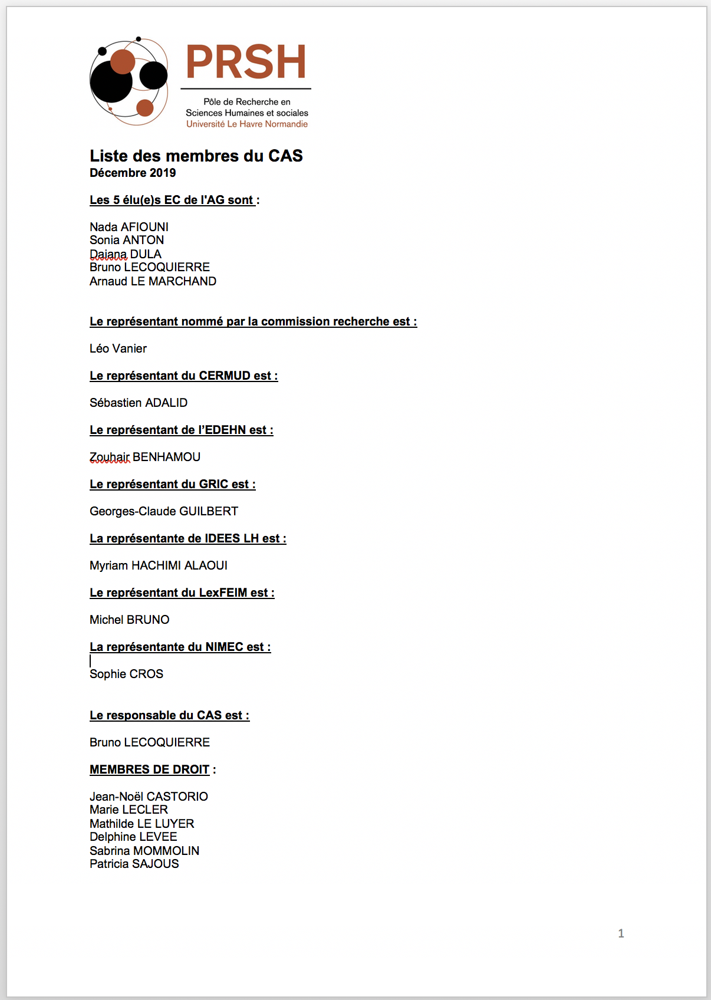 PRSH
Pôle de Recherche en
Sciences Humaines et sociales
Université Le Havre Normandie
Liste des membres du CAS
Décembre 2019
Les 5 élu(e)s EC de l'AG sont :
Nada AFIOUNI
Sonia ANTON
Daiana DULA
Bruno LECOQUIERRE
Arnaud LE MARCHAND
Le représentant nommé par la commission recherche est :
Léo Vanier
Le représentant du CERMUD est :
Sébastien ADALID
Le représentant de l’EDEHN est :
Zouhair BENHAMOU
Le représentant du GRIC est :
Georges-Claude GUILBERT
La représentante de IDEES LH est :
Myriam HACHIMI ALAOUI
Le représentant du LexFEIM est :
Michel BRUNO
La représentante du NIMEC est :
Sophie CROS
Le responsable du CAS est :
Bruno LECOQUIERRE
MEMBRES DE DROIT :
Jean-Noël CASTORIO
Marie LECLER
Mathilde LE LUYER
Delphine LEVEE
Sabrina MOMMOLIN
Patricia SAJOUS
1